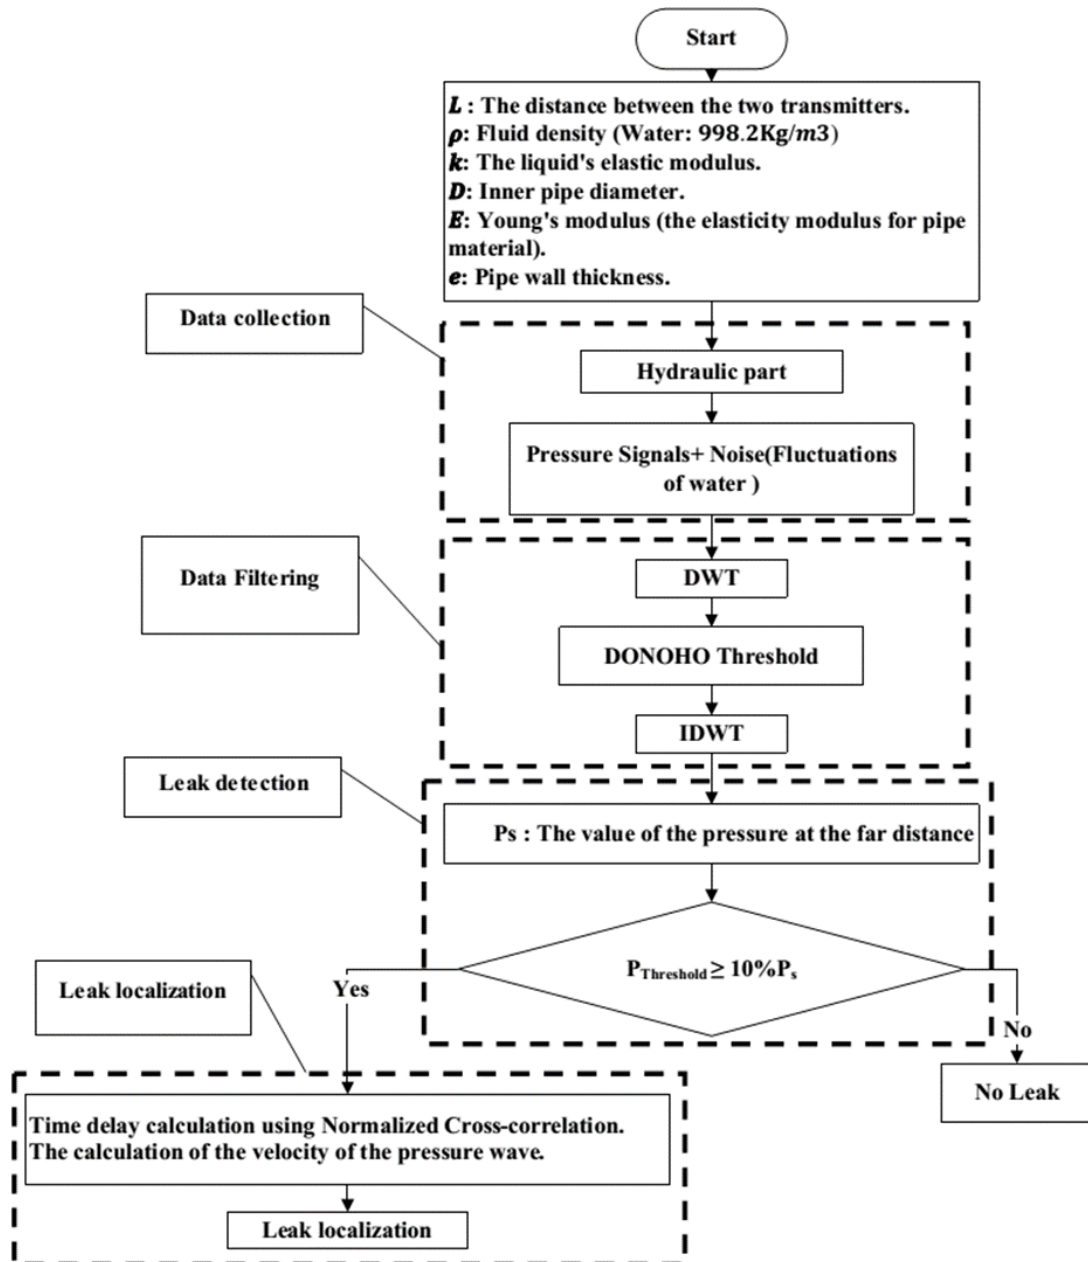 Start
L : The distance between the two transmitters.
ρ: Fluid density (Water: 998.2Kg/m3)
k: The liquid's elastic modulus.
D: Inner pipe diameter.
E: Young's modulus (the elasticity modulus for pipe
material).
e: Pipe wall thickness.
Data collection
Hydraulic part
Pressure Signals+ Noise(Fluctuations
of water )
Data Filtering
DWT
DONOHO Threshold
IDWT
Leak detection
Ps : The value of the pressure at the far distance
P_Threshold ≥ 10%P_s
Leak localization
Yes
No
No Leak
Time delay calculation using Normalized Cross-correlation.
The calculation of the velocity of the pressure wave.
Leak localization